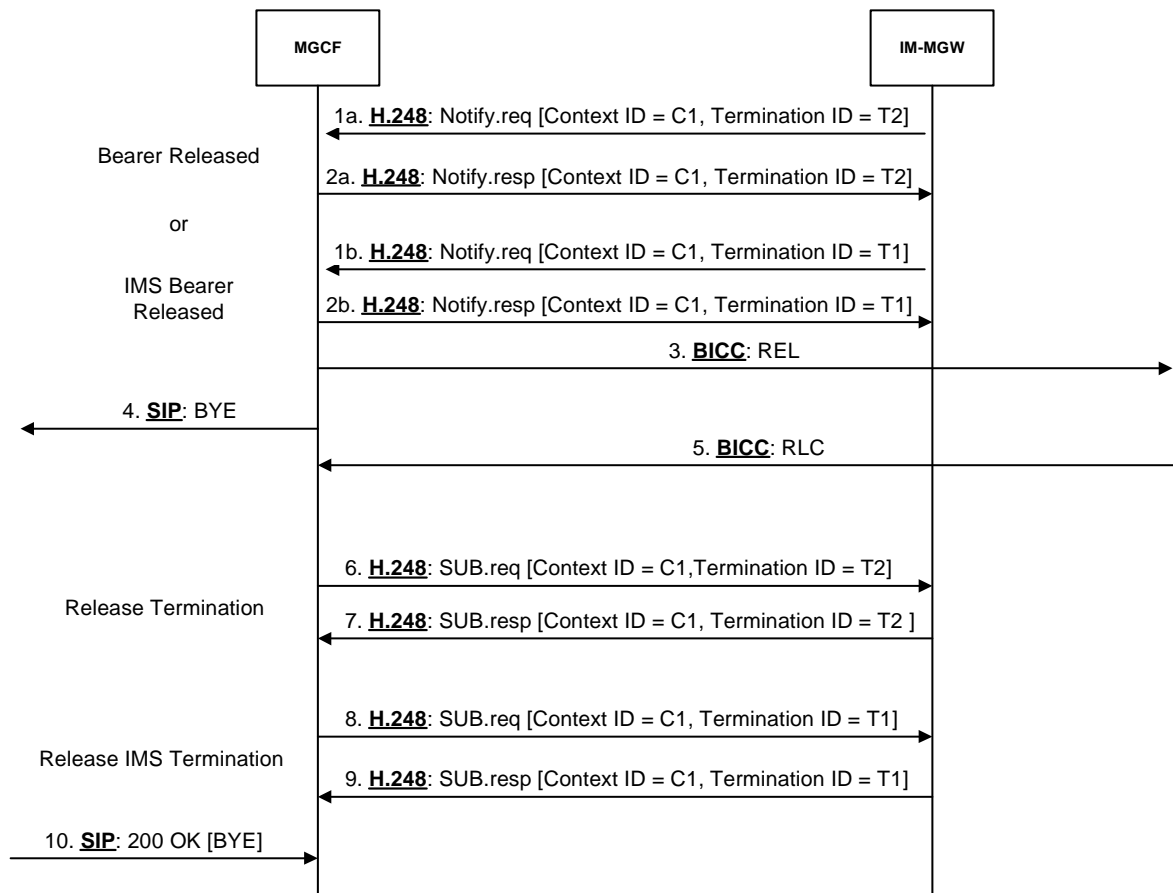 MGCF
IM-MGW
1a. H.248: Notify.req [Context ID = C1, Termination ID = T2]
Bearer Released
2a. H.248: Notify.resp [Context ID = C1, Termination ID = T2]
or
1b. H.248: Notify.req [Context ID = C1, Termination ID = T1]
IMS Bearer
Released
2b. H.248: Notify.resp [Context ID = C1, Termination ID = T1]
3. BICC: REL
4. SIP: BYE
5. BICC: RLC
6. H.248: SUB.req [Context ID = C1,Termination ID = T2]
Release Termination
7. H.248: SUB.resp [Context ID = C1, Termination ID = T2 ]
8. H.248: SUB.req [Context ID = C1, Termination ID = T1]
Release IMS Termination
9. H.248: SUB.resp [Context ID = C1, Termination ID = T1]
10. SIP: 200 OK [BYE]